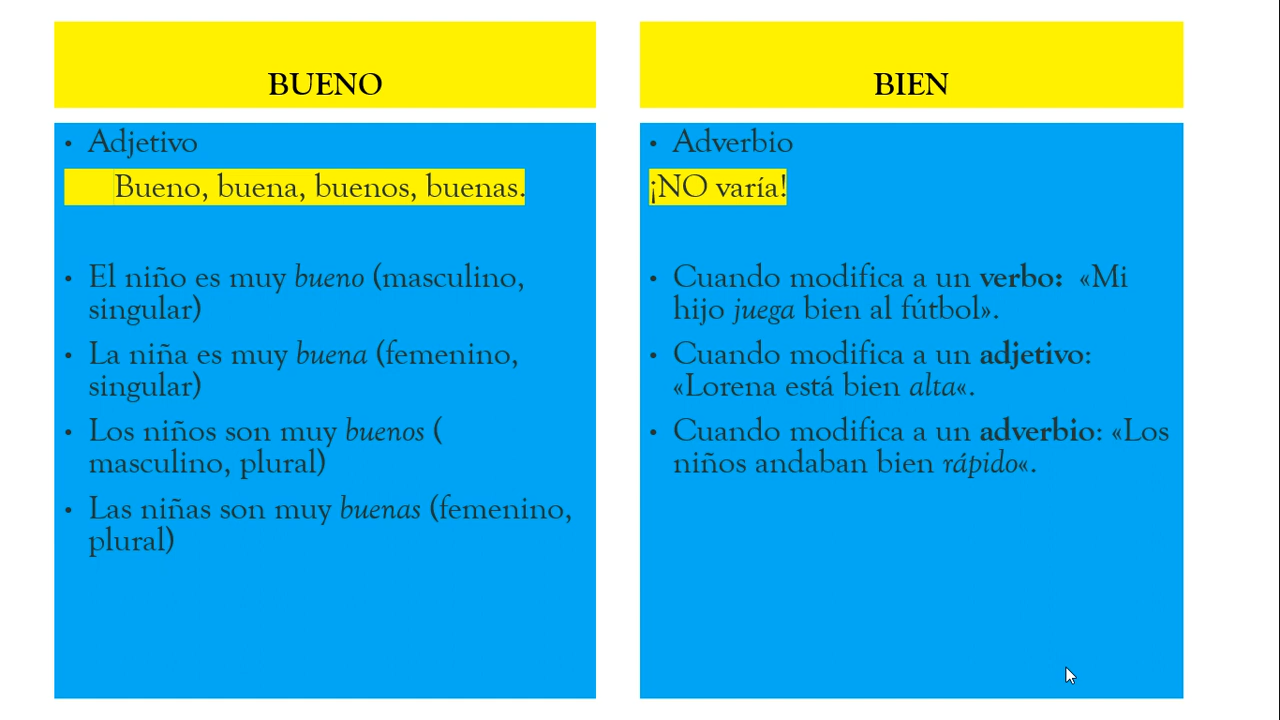 BUENO
• Adjetivo
Bueno, buena, buenos, buenas.
• El niño es muy bueno (masculino,
singular)
• La niña es muy buena (femenino,
singular)
• Los niños son muy buenos (
masculino, plural)
• Las niñas son muy buenas (femenino,
plural)
BIEN
• Adverbio
¡NO varía!
• Cuando modifica a un verbo:  «Mi
hijo juega bien al fútbol».
• Cuando modifica a un adjetivo:
«Lorena está bien alta«.
• Cuando modifica a un adverbio: «Los
niños andaban bien rápido«.